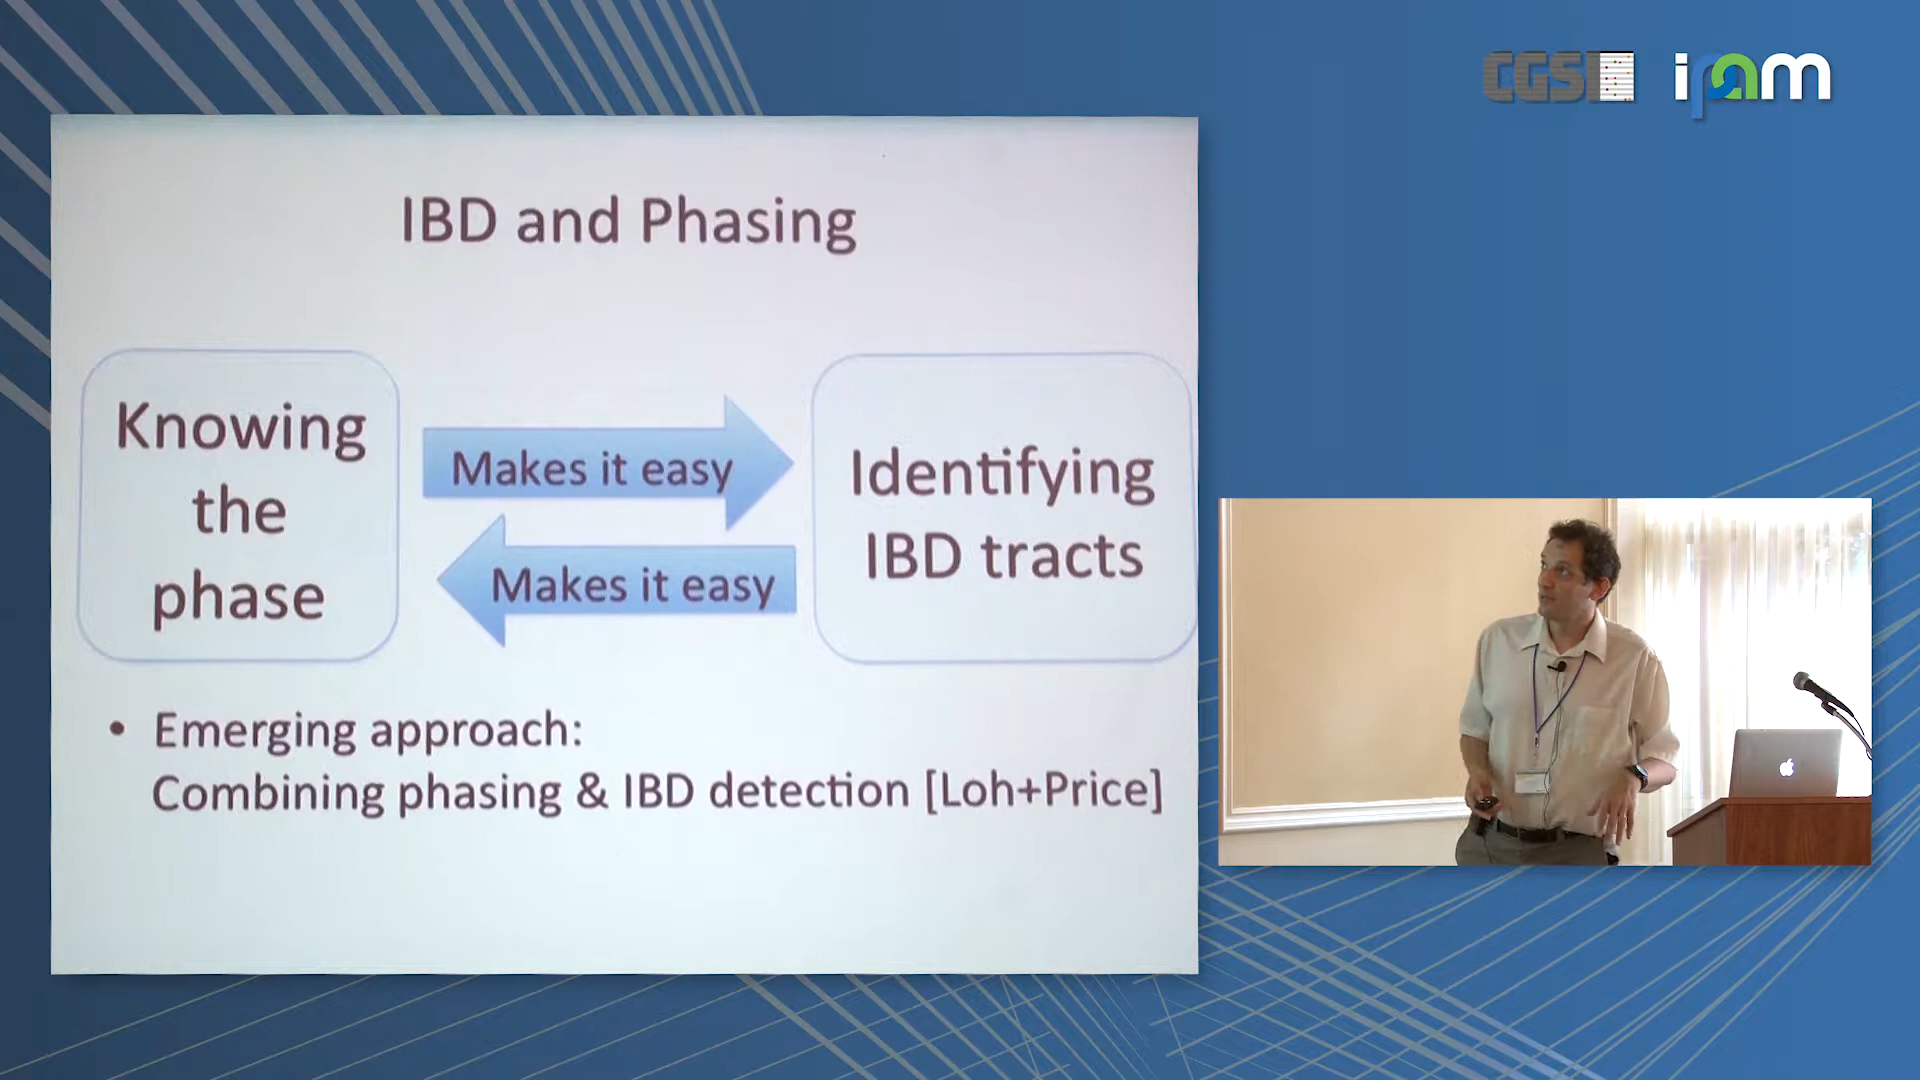 CGSI
ipam
IBD and Phasing
Knowing
the
phase
Makes it easy
Makes it easy
Identifying
IBD tracts
• Emerging approach:
Combining phasing & IBD detection [Loh+Price]